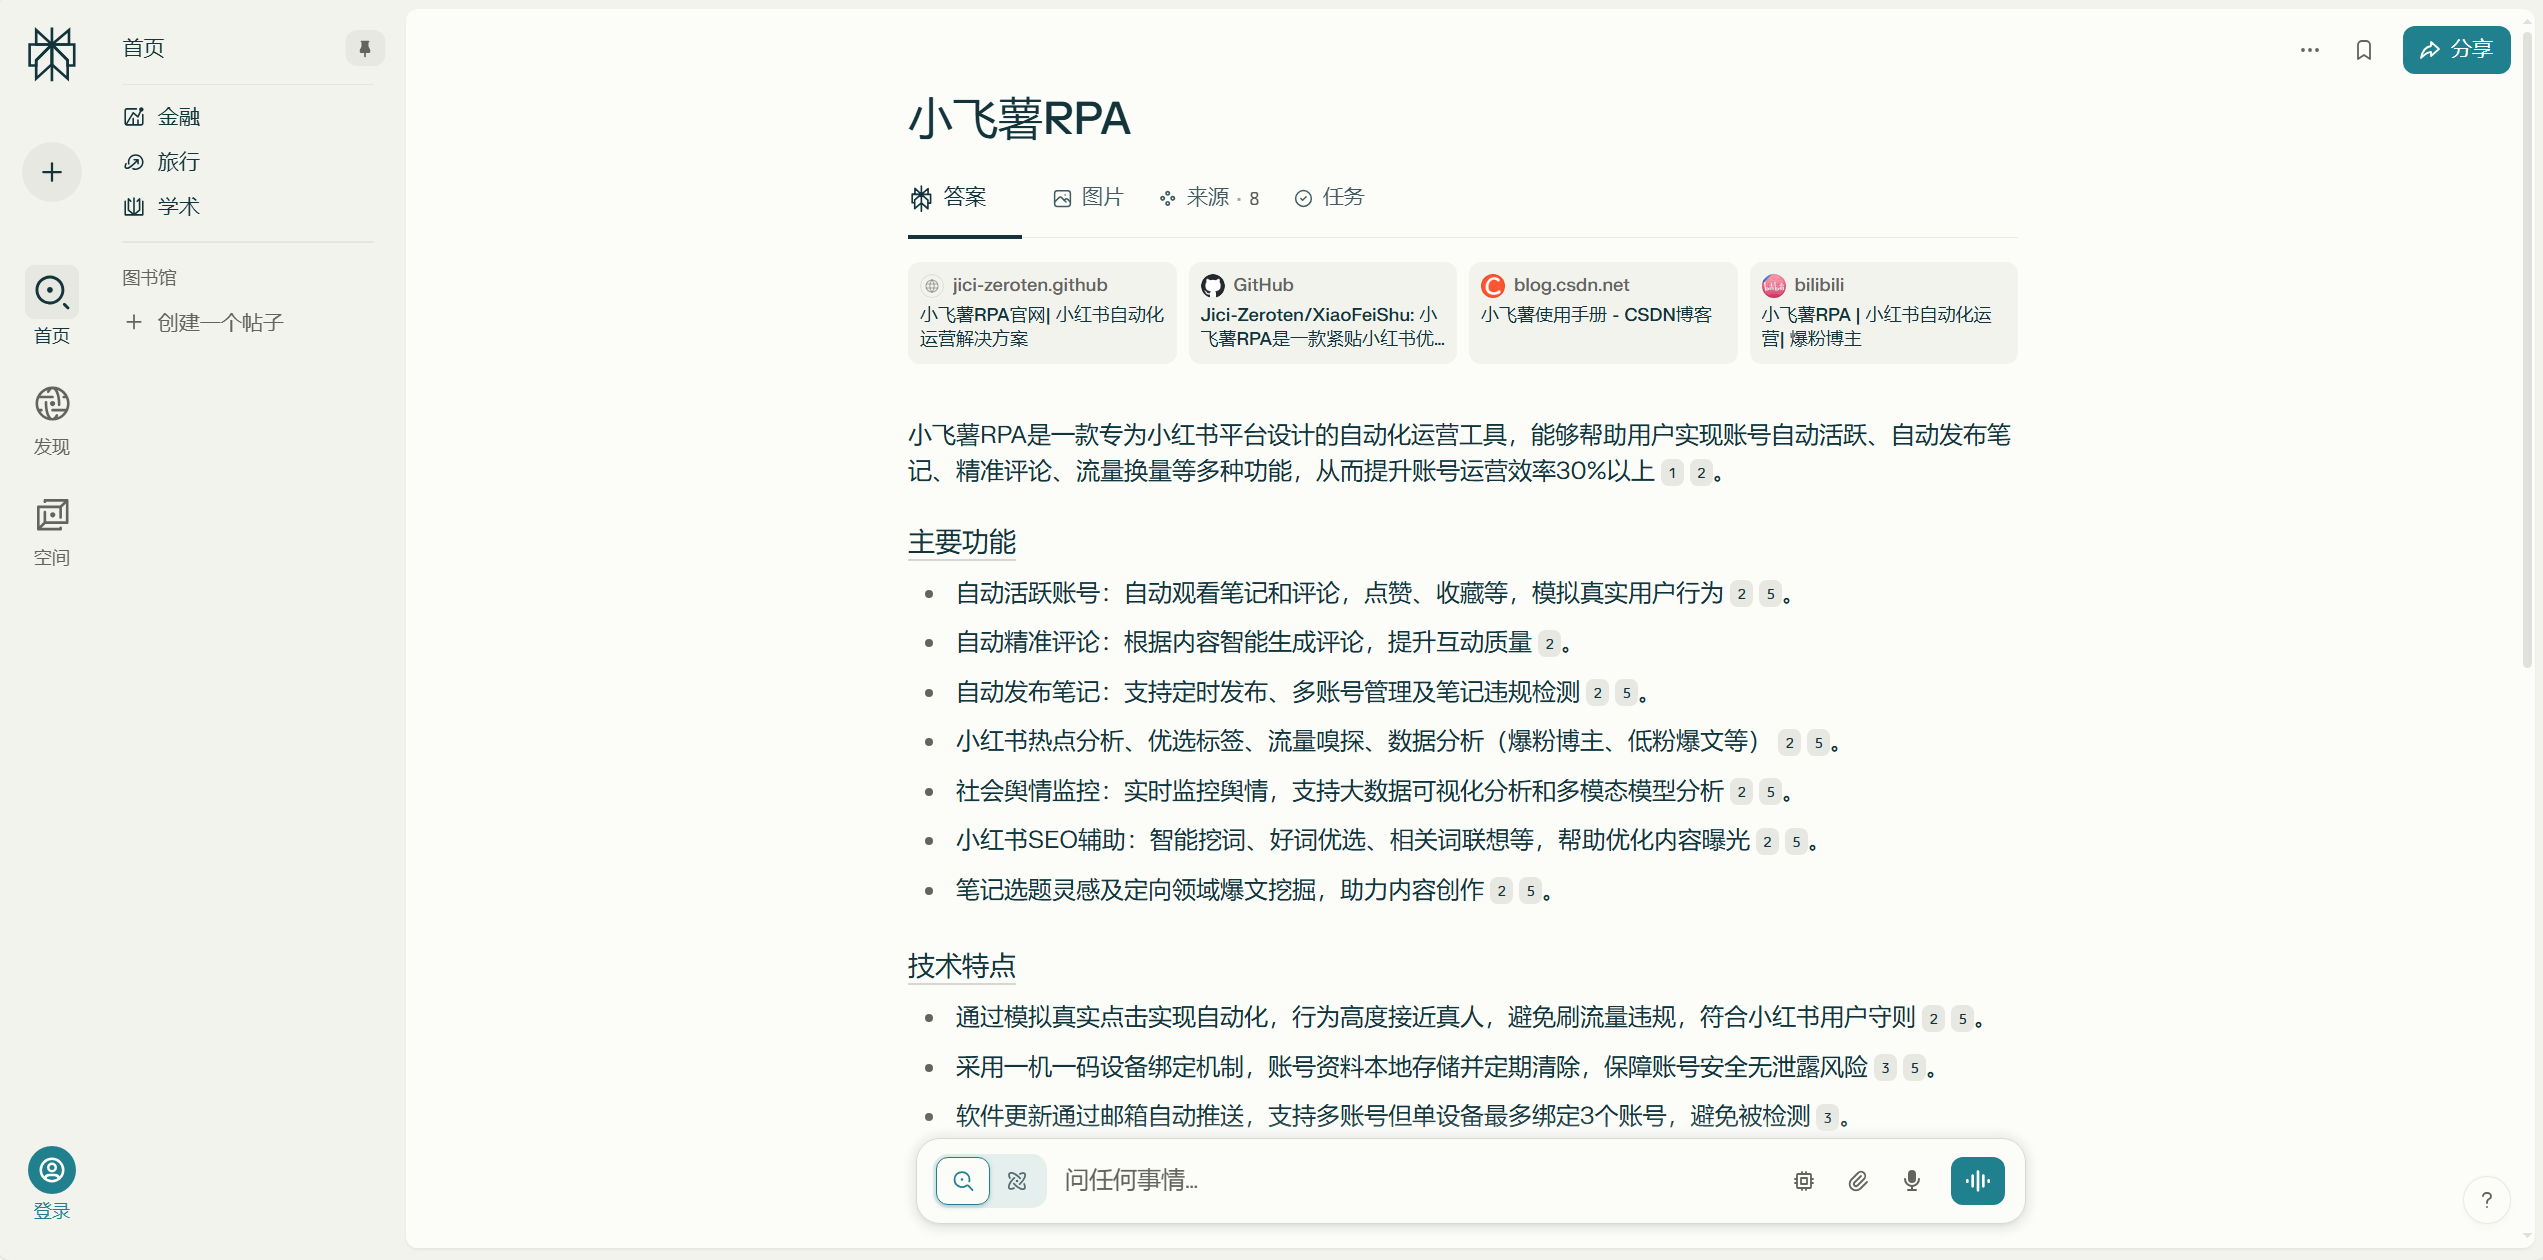 首页
金融
旅行
学术
图书馆
创建一个帖子
首页
发现
空间
登录
分享
小飞薯RPA
答案
图片
来源 · 8
任务
jici-zeroten.github
小飞薯RPA官网| 小红书自动化
运营解决方案
GitHub
Jici-Zeroten/XiaoFeiShu: 小
飞薯RPA是一款紧贴小红书优...
blog.csdn.net
小飞薯使用手册 - CSDN博客
bilibili
小飞薯RPA | 小红书自动化运
营| 爆粉博主
小飞薯RPA是一款专为小红书平台设计的自动化运营工具，能够帮助用户实现账号自动活跃、自动发布笔
记、精准评论、流量换量等多种功能，从而提升账号运营效率30%以上 1 2。
主要功能
自动活跃账号：自动观看笔记和评论，点赞、收藏等，模拟真实用户行为 2 5。
自动精准评论：根据内容智能生成评论，提升互动质量 2。
自动发布笔记：支持定时发布、多账号管理及笔记违规检测 2 5。
小红书热点分析、优选标签、流量嗅探、数据分析（爆粉博主、低粉爆文等） 2 5。
社会舆情监控：实时监控舆情，支持大数据可视化分析和多模态模型分析 2 5。
小红书SEO辅助：智能挖词、好词优选、相关词联想等，帮助优化内容曝光 2 5。
笔记选题灵感及定向领域爆文挖掘，助力内容创作 2 5。
技术特点
通过模拟真实点击实现自动化，行为高度接近真人，避免刷流量违规，符合小红书用户守则 2 5。
采用一机一码设备绑定机制，账号资料本地存储并定期清除，保障账号安全无泄露风险 3 5。
软件更新通过邮箱自动推送，支持多账号但单设备最多绑定3个账号，避免被检测 3。
问任何事情...
?